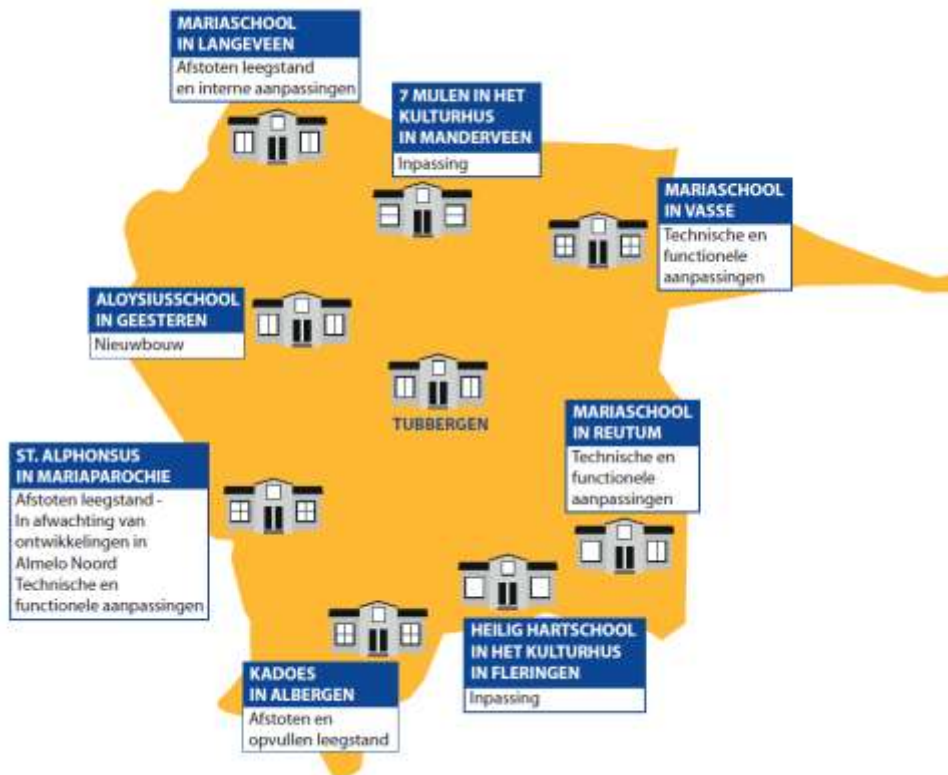 MARIASCHOOL
IN LANGEVEEN
Afstoten leegstand
en interne aanpassingen
7 MULEN IN HET
KULTURHUS
IN MANDERVEEN
Inpassing
MARIASCHOOL
IN VASSE
Technische en
functionele
aanpassingen
ALOYSIUSSCHOOL
IN GEESTEREN
Nieuwbouw
TUBBERGEN
MARIASCHOOL
IN REUTUM
Technische en
functionele
aanpassingen
ST. ALPHONSUS
IN MARIAPAROCHIE
Afstoten leegstand -
In afwachting van
ontwikkelingen in
Almelo Noord
Technische en
functionele aanpassingen
HEILIG HARTSCHOOL
IN HET KULTURHUS
IN FLERINGEN
Inpassing
KADOES
IN ALBERGEN
Afstoten en
opvullen leegstand